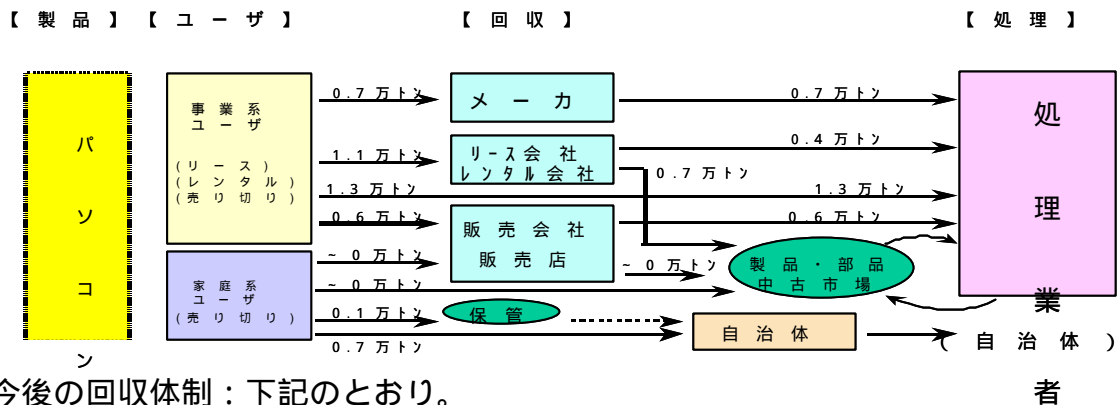 【製品】【ユーザ】【回収】【処理】
パソコン
事業系
ユーザ
(リース)
(レンタル)
(売り切り)
家庭系
ユーザ
(売り切り)
0.7万トン
1.1万トン
1.3万トン
0.6万トン
~0万トン
~0万トン
0.1万トン
0.7万トン
メーカ
リース会社
レンタル会社
販売会社
販売店
保管
0.7万トン
0.4万トン
0.7万トン
1.3万トン
0.6万トン
~0万トン
製品・部品
中古市場
自治体
処理業者
(自治体)
今後の回収体制:下記のとおり。